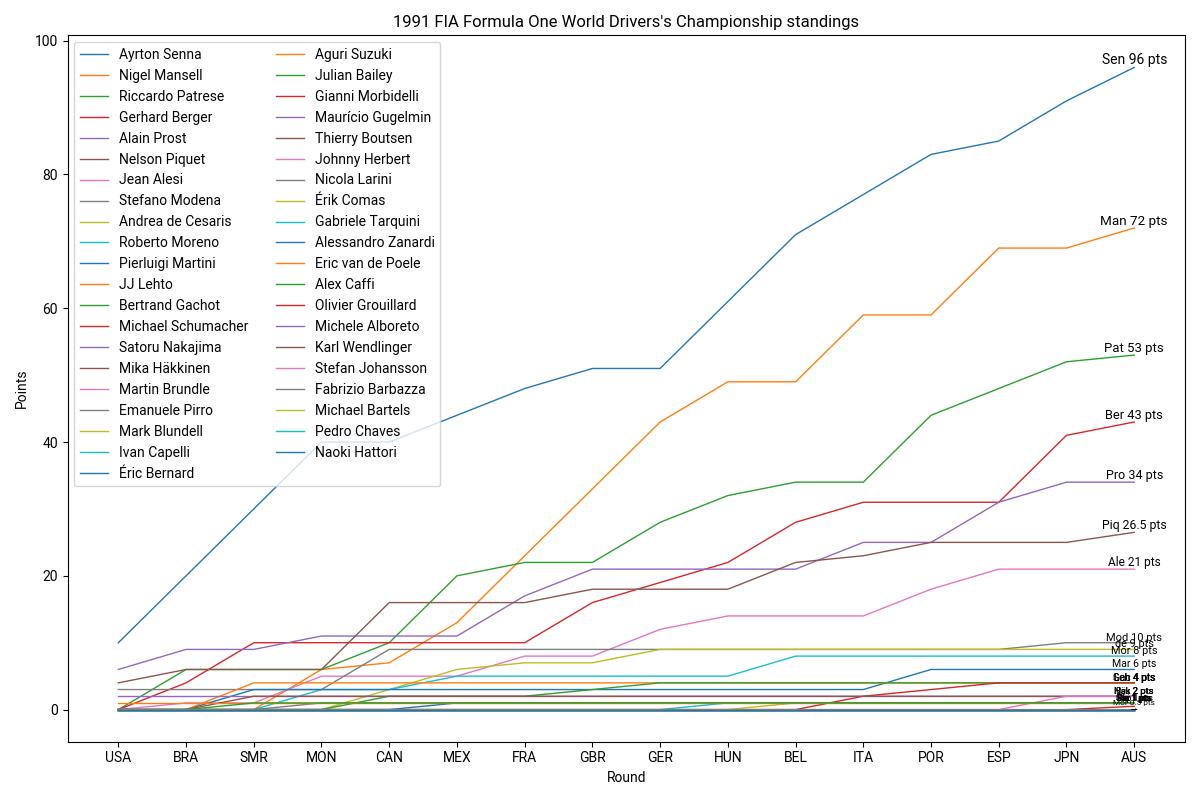 1991 FIA Formula One World Drivers's Championship standings
Points
100
80
60
40
20
0
Ayrton Senna
Nigel Mansell
Riccardo Patrese
Gerhard Berger
Alain Prost
Nelson Piquet
Jean Alesi
Stefano Modena
Andrea de Cesaris
Roberto Moreno
Pierluigi Martini
JJ Lehto
Bertrand Gachot
Michael Schumacher
Satoru Nakajima
Mika Häkkinen
Martin Brundle
Emanuele Pirro
Mark Blundell
Ivan Capelli
Éric Bernard
Aguri Suzuki
Julian Bailey
Gianni Morbidelli
Maurício Gugelmin
Thierry Boutsen
Johnny Herbert
Nicola Larini
Érik Comas
Gabriele Tarquini
Alessandro Zanardi
Eric van de Poele
Alex Caffi
Olivier Grouillard
Michele Alboreto
Karl Wendlinger
Stefan Johansson
Fabrizio Barbazza
Michael Bartels
Pedro Chaves
Naoki Hattori
Sen 96 pts
Man 72 pts
Pat 53 pts
Ber 43 pts
Pro 34 pts
Piq 26.5 pts
Ale 21 pts
Mod 10 pts
de 9 pts
Mor 8 pts
Mar 6 pts
4 pts
2 pts
USA BRA SMR MON CAN MEX FRA GBR GER HUN BEL ITA POR ESP JPN AUS
Round